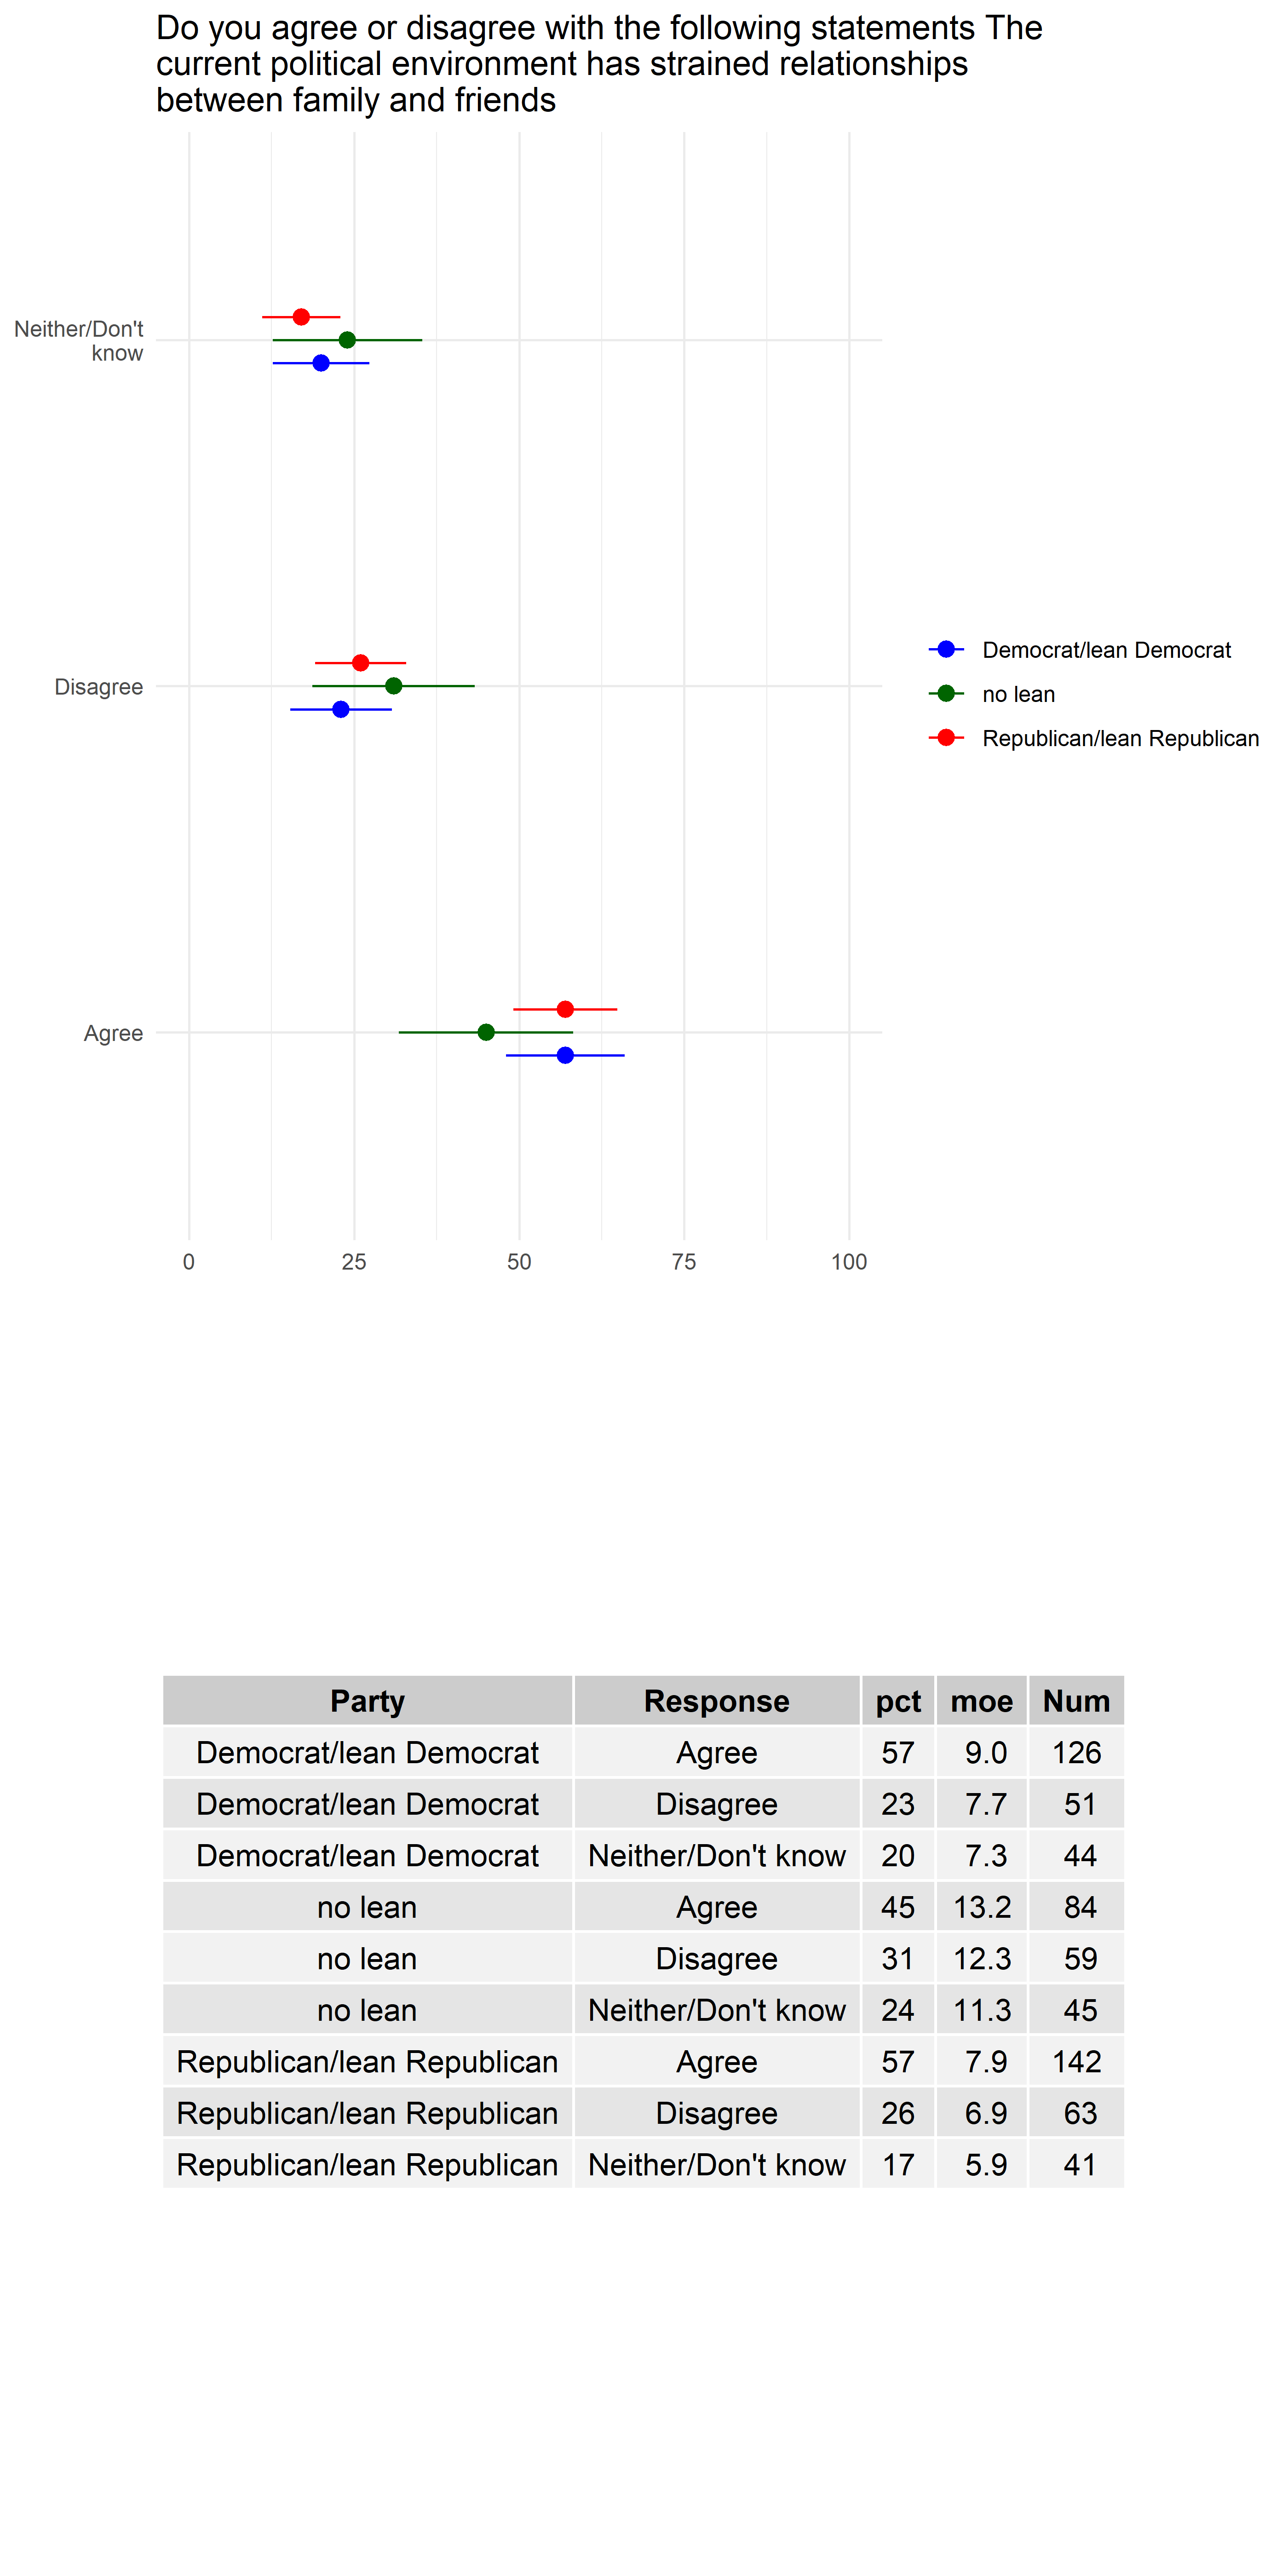 Do you agree or disagree with the following statements The
current political environment has strained relationships
between family and friends
Neither/Don't
know
Disagree
Agree
0 25 50 75 100
Democrat/lean Democrat
no lean
Republican/lean Republican
Party Response pct moe Num
Democrat/lean Democrat Agree 57 9.0 126
Democrat/lean Democrat Disagree 23 7.7 51
Democrat/lean Democrat Neither/Don't know 20 7.3 44
no lean Agree 45 13.2 84
no lean Disagree 31 12.3 59
no lean Neither/Don't know 24 11.3 45
Republican/lean Republican Agree 57 7.9 142
Republican/lean Republican Disagree 26 6.9 63
Republican/lean Republican Neither/Don't know 17 5.9 41